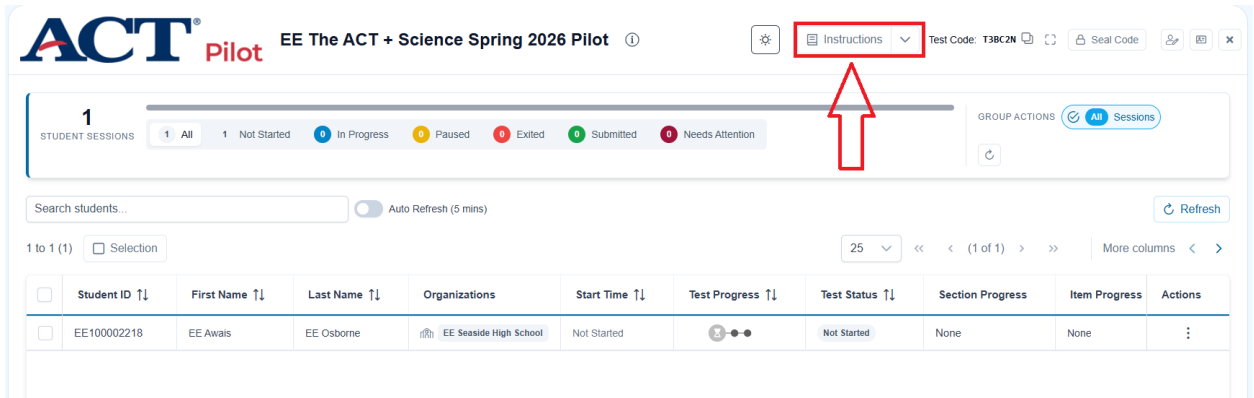 ACT® Pilot
EE The ACT + Science Spring 2026 Pilot
Instructions
Test Code: T3BC2N
Seal Code
1
STUDENT SESSIONS
1 All 1 Not Started 0 In Progress 0 Paused 0 Exited 0 Submitted 0 Needs Attention
GROUP ACTIONS All Sessions
Search students...
Auto Refresh (5 mins)
Refresh
1 to 1 (1) Selection
25 << < (1 of 1) > >> More columns < >
Student ID First Name Last Name Organizations Start Time Test Progress Test Status Section Progress Item Progress Actions
EE100002218 EE Awais EE Osborne EE Seaside High School Not Started Not Started None None